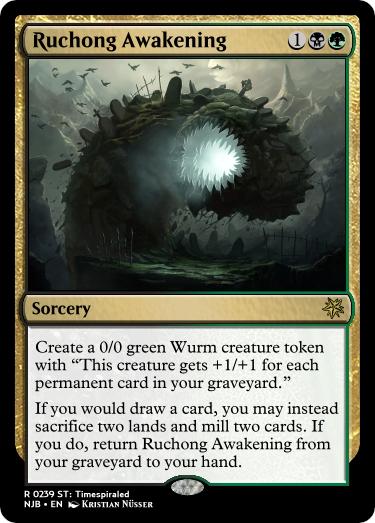 Ruchong Awakening 1
Sorcery
Create a 0/0 green Wurm creature token
with “This creature gets +1/+1 for each
permanent card in your graveyard.”
If you would draw a card, you may instead
sacrifice two lands and mill two cards. If
you do, return Ruchong Awakening from
your graveyard to your hand.
R 0239 ST: Timespiraled
NJB • EN Kristian Nüsser